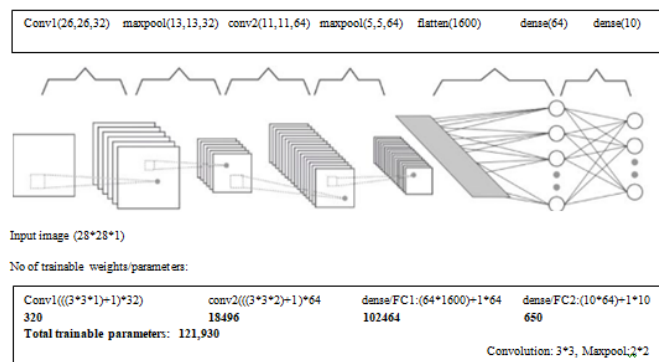 Conv1(26,26,32) maxpool(13,13,32) conv2(11,11,64) maxpool(5,5,64) flatten(1600) dense(64) dense(10)
Input image (28*28*1)
No of trainable weights/parameters:
Conv1(((3*3*1)+1)*32) conv2(((3*3*2)+1)*64 dense/FC1:(64*1600)+1*64 dense/FC2:(10*64)+1*10
320 18496 102464 650
Total trainable parameters: 121,930
Convolution: 3*3, Maxpool;2*2